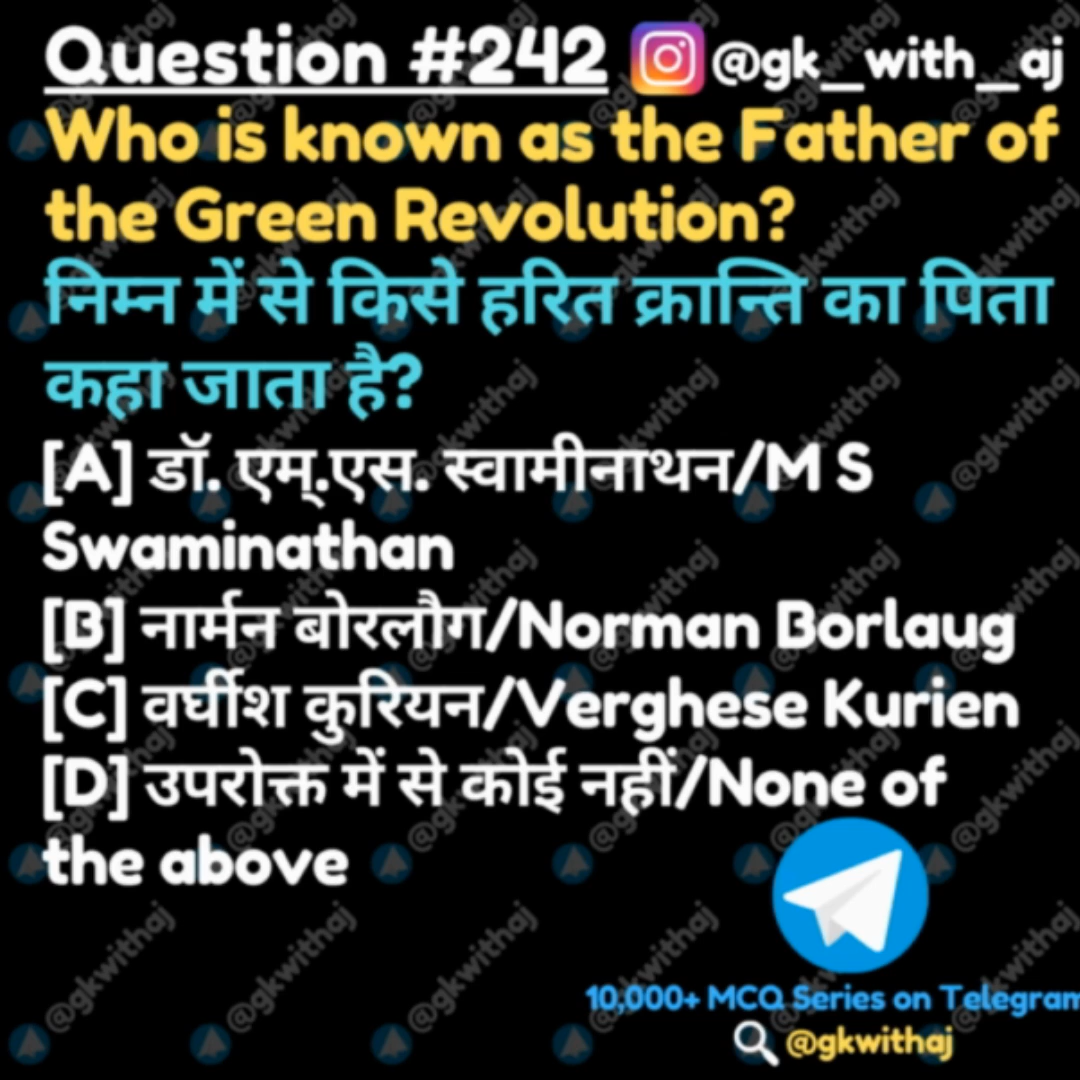 Question #242 @gk_with_aj
Who is known as the Father of
the Green Revolution?
निम्न में से किसे हरित क्रान्ति का पिता
कहा जाता है?
[A] डॉ. एम्.एस. स्वामीनाथन/M S
Swaminathan
[B] नार्मन बोरलौग/Norman Borlaug
[C] वर्घीश कुरियन/Verghese Kurien
[D] उपरोक्त में से कोई नहीं/None of
the above
10,000+ MCQ Series on Telegram
@gkwithaj